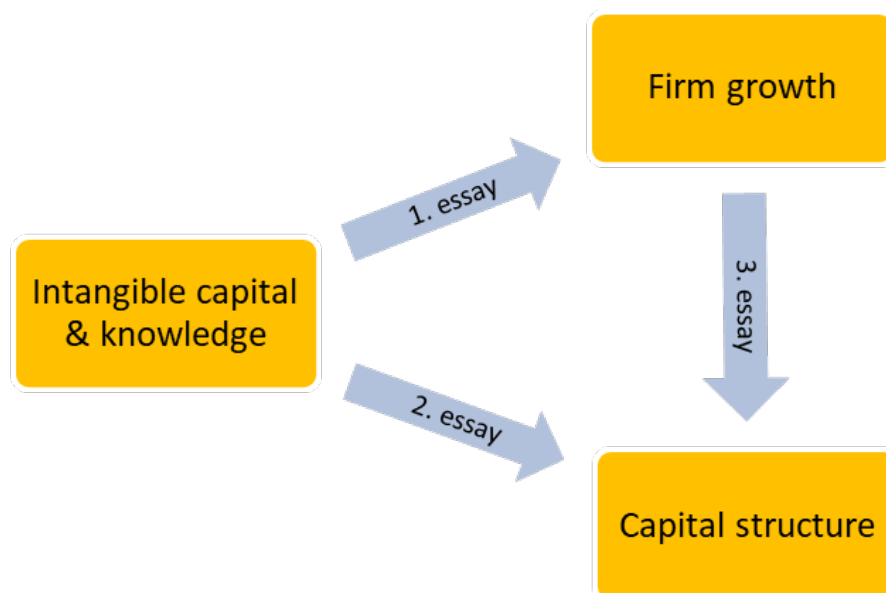 Firm growth
1. essay
Intangible capital
& knowledge
3. essay
2. essay
Capital structure